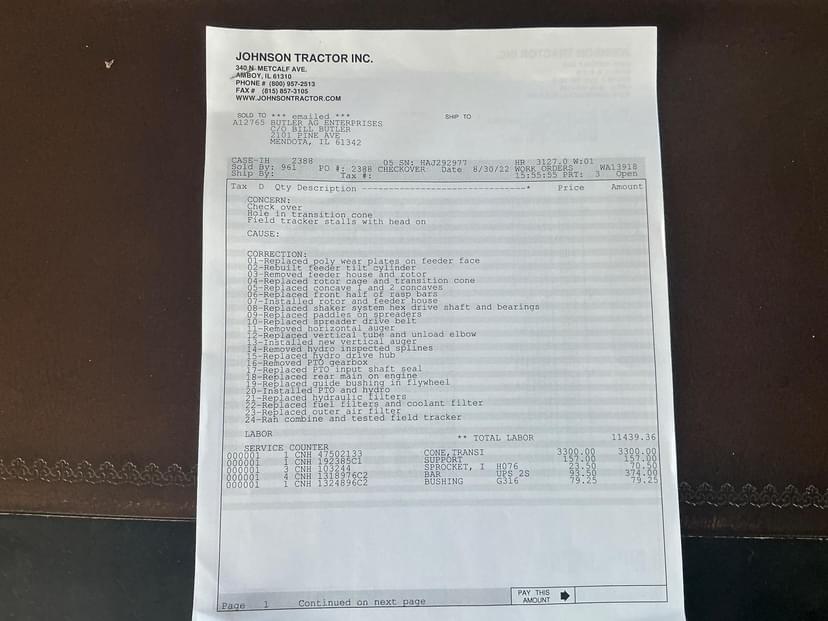 JOHNSON TRACTOR INC.
340 N. METCALF AVE.
AMBOY, IL 61310
PHONE # (800) 957-2513
FAX # (815) 857-3105
WWW.JOHNSONTRACTOR.COM
SOLD TO *** emailed *** SHIP TO
A12765 BUTLER AG ENTERPRISES
C/O BILL BUTLER
2101 PINE AVE
MENDOTA, IL 61342
CASE-IH 2388 05 SN: HAJ292977 HR 3127.0 W:01
Sold By: 961 PO #: 2388 CHECKOVER Date 8/30/22 WORK ORDERS WA13918
Ship By: Tax #: 15:55:55 PRT: 3 Open
Tax D Qty Description -----------------------------------* Price Amount
CONCERN:
Check over
Hole in transition cone
Field tracker stalls with head on
CAUSE:
CORRECTION:
01-Replaced poly wear plates on feeder face
02-Rebuilt feeder tilt cylinder
03-Removed feeder house and rotor
04-Replaced rotor cage and transition cone
05-Replaced concave 1 and 2 concaves
06-Replaced front half of rasp bars
07-Installed rotor and feeder house
08-Replaced shaker system hex drive shaft and bearings
09-Replaced paddles on spreaders
10-Replaced spreader drive belt
11-Removed horizontal auger
12-Replaced vertical tube and unload elbow
13-Installed new vertical auger
14-Removed hydro inspected splines
15-Replaced hydro drive hub
16-Removed PTO gearbox
17-Replaced PTO input shaft seal
18-Replaced rear main on engine
19-Replaced guide bushing in flywheel
20-Installed PTO and hydro
21-Replaced hydraulic filters
22-Replaced fuel filters and coolant filter
23-Replaced outer air filter
24-Ran combine and tested field tracker
LABOR
** TOTAL LABOR 11439.36
SERVICE COUNTER
000001 1 CNH 47502133 CONE,TRANSI 3300.00 3300.00
000001 1 CNH 192385C1 SUPPORT 157.00 157.00
000001 3 CNH 103244 SPROCKET, I H076 23.50 70.50
000001 4 CNH 1318976C2 BAR UPS 2S 93.50 374.00
000001 1 CNH 1324896C2 BUSHING G316 79.25 79.25
Page 1 Continued on next page
PAY THIS
AMOUNT